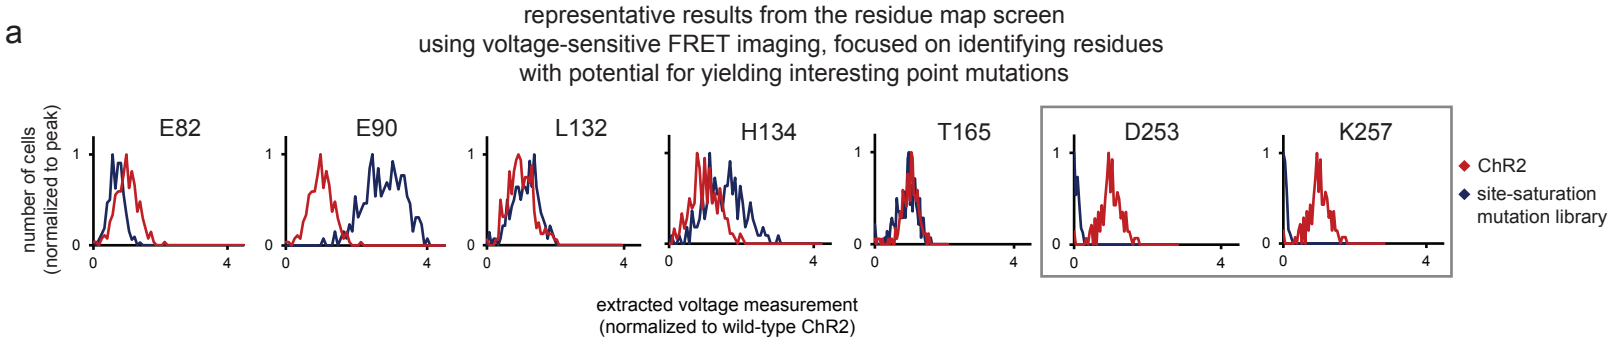 a
representative results from the residue map screen
using voltage-sensitive FRET imaging, focused on identifying residues
with potential for yielding interesting point mutations
number of cells
(normalized to peak)
E82
1
0
0
4
E90
1
0
0
4
L132
1
0
0
4
H134
1
0
0
4
T165
1
0
0
4
D253
1
0
0
4
K257
1
0
0
4
ChR2
site-saturation
mutation library
extracted voltage measurement
(normalized to wild-type ChR2)